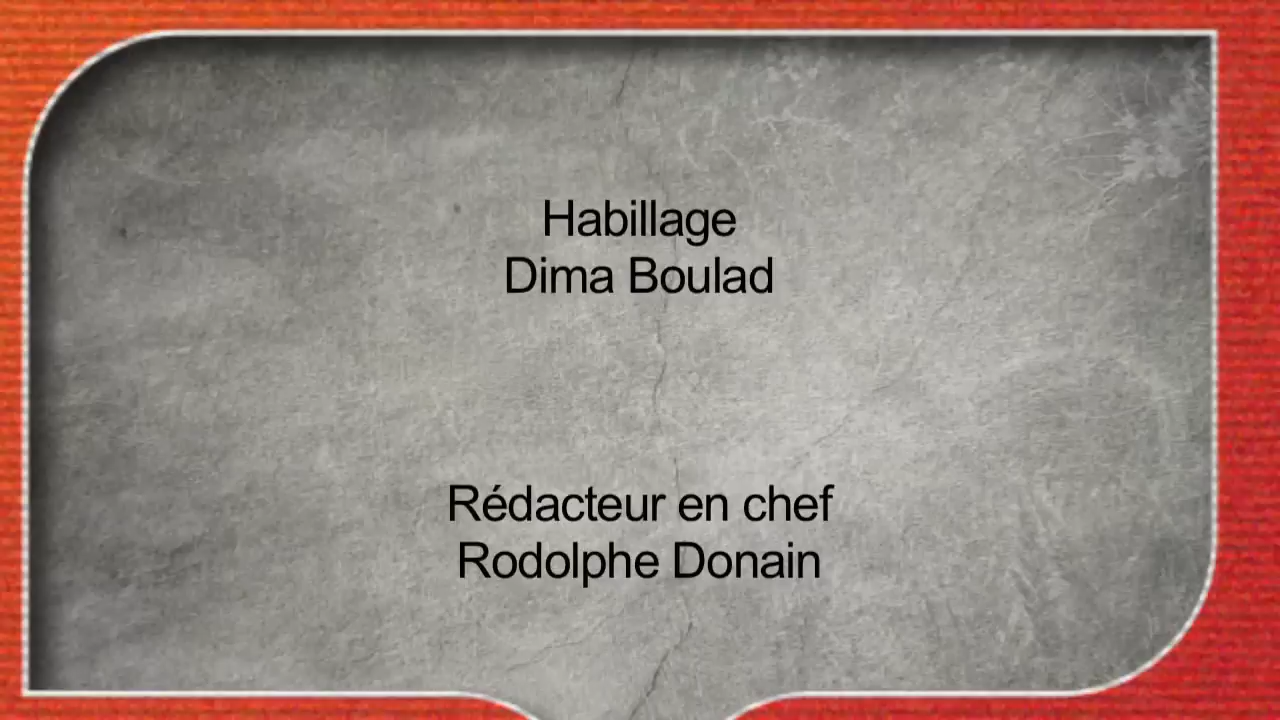 Habillage
Dima Boulad
Rédacteur en chef
Rodolphe Donain